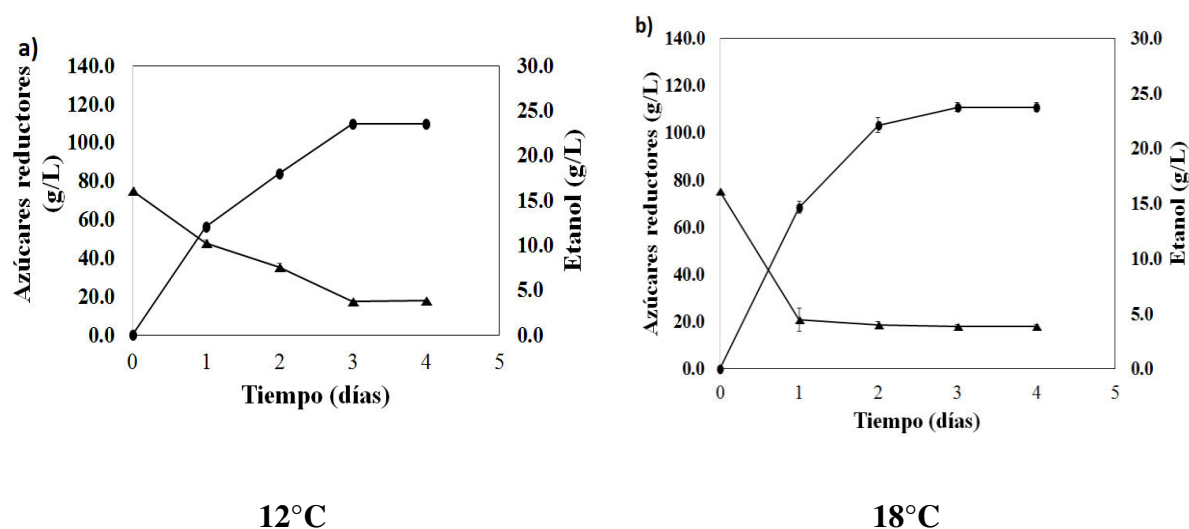 a)
Azúcares reductores
(g/L)
140.0
120.0
100.0
80.0
60.0
40.0
20.0
0.0
30.0
25.0
20.0
15.0
10.0
5.0
0.0
Etanol (g/L)
0 1 2 3 4 5
Tiempo (días)
12°C
b)
Azúcares reductores (g/L)
140.0
120.0
100.0
80.0
60.0
40.0
20.0
0.0
30.0
25.0
20.0
15.0
10.0
5.0
0.0
Etanol (g/L)
0 1 2 3 4 5
Tiempo (días)
18°C